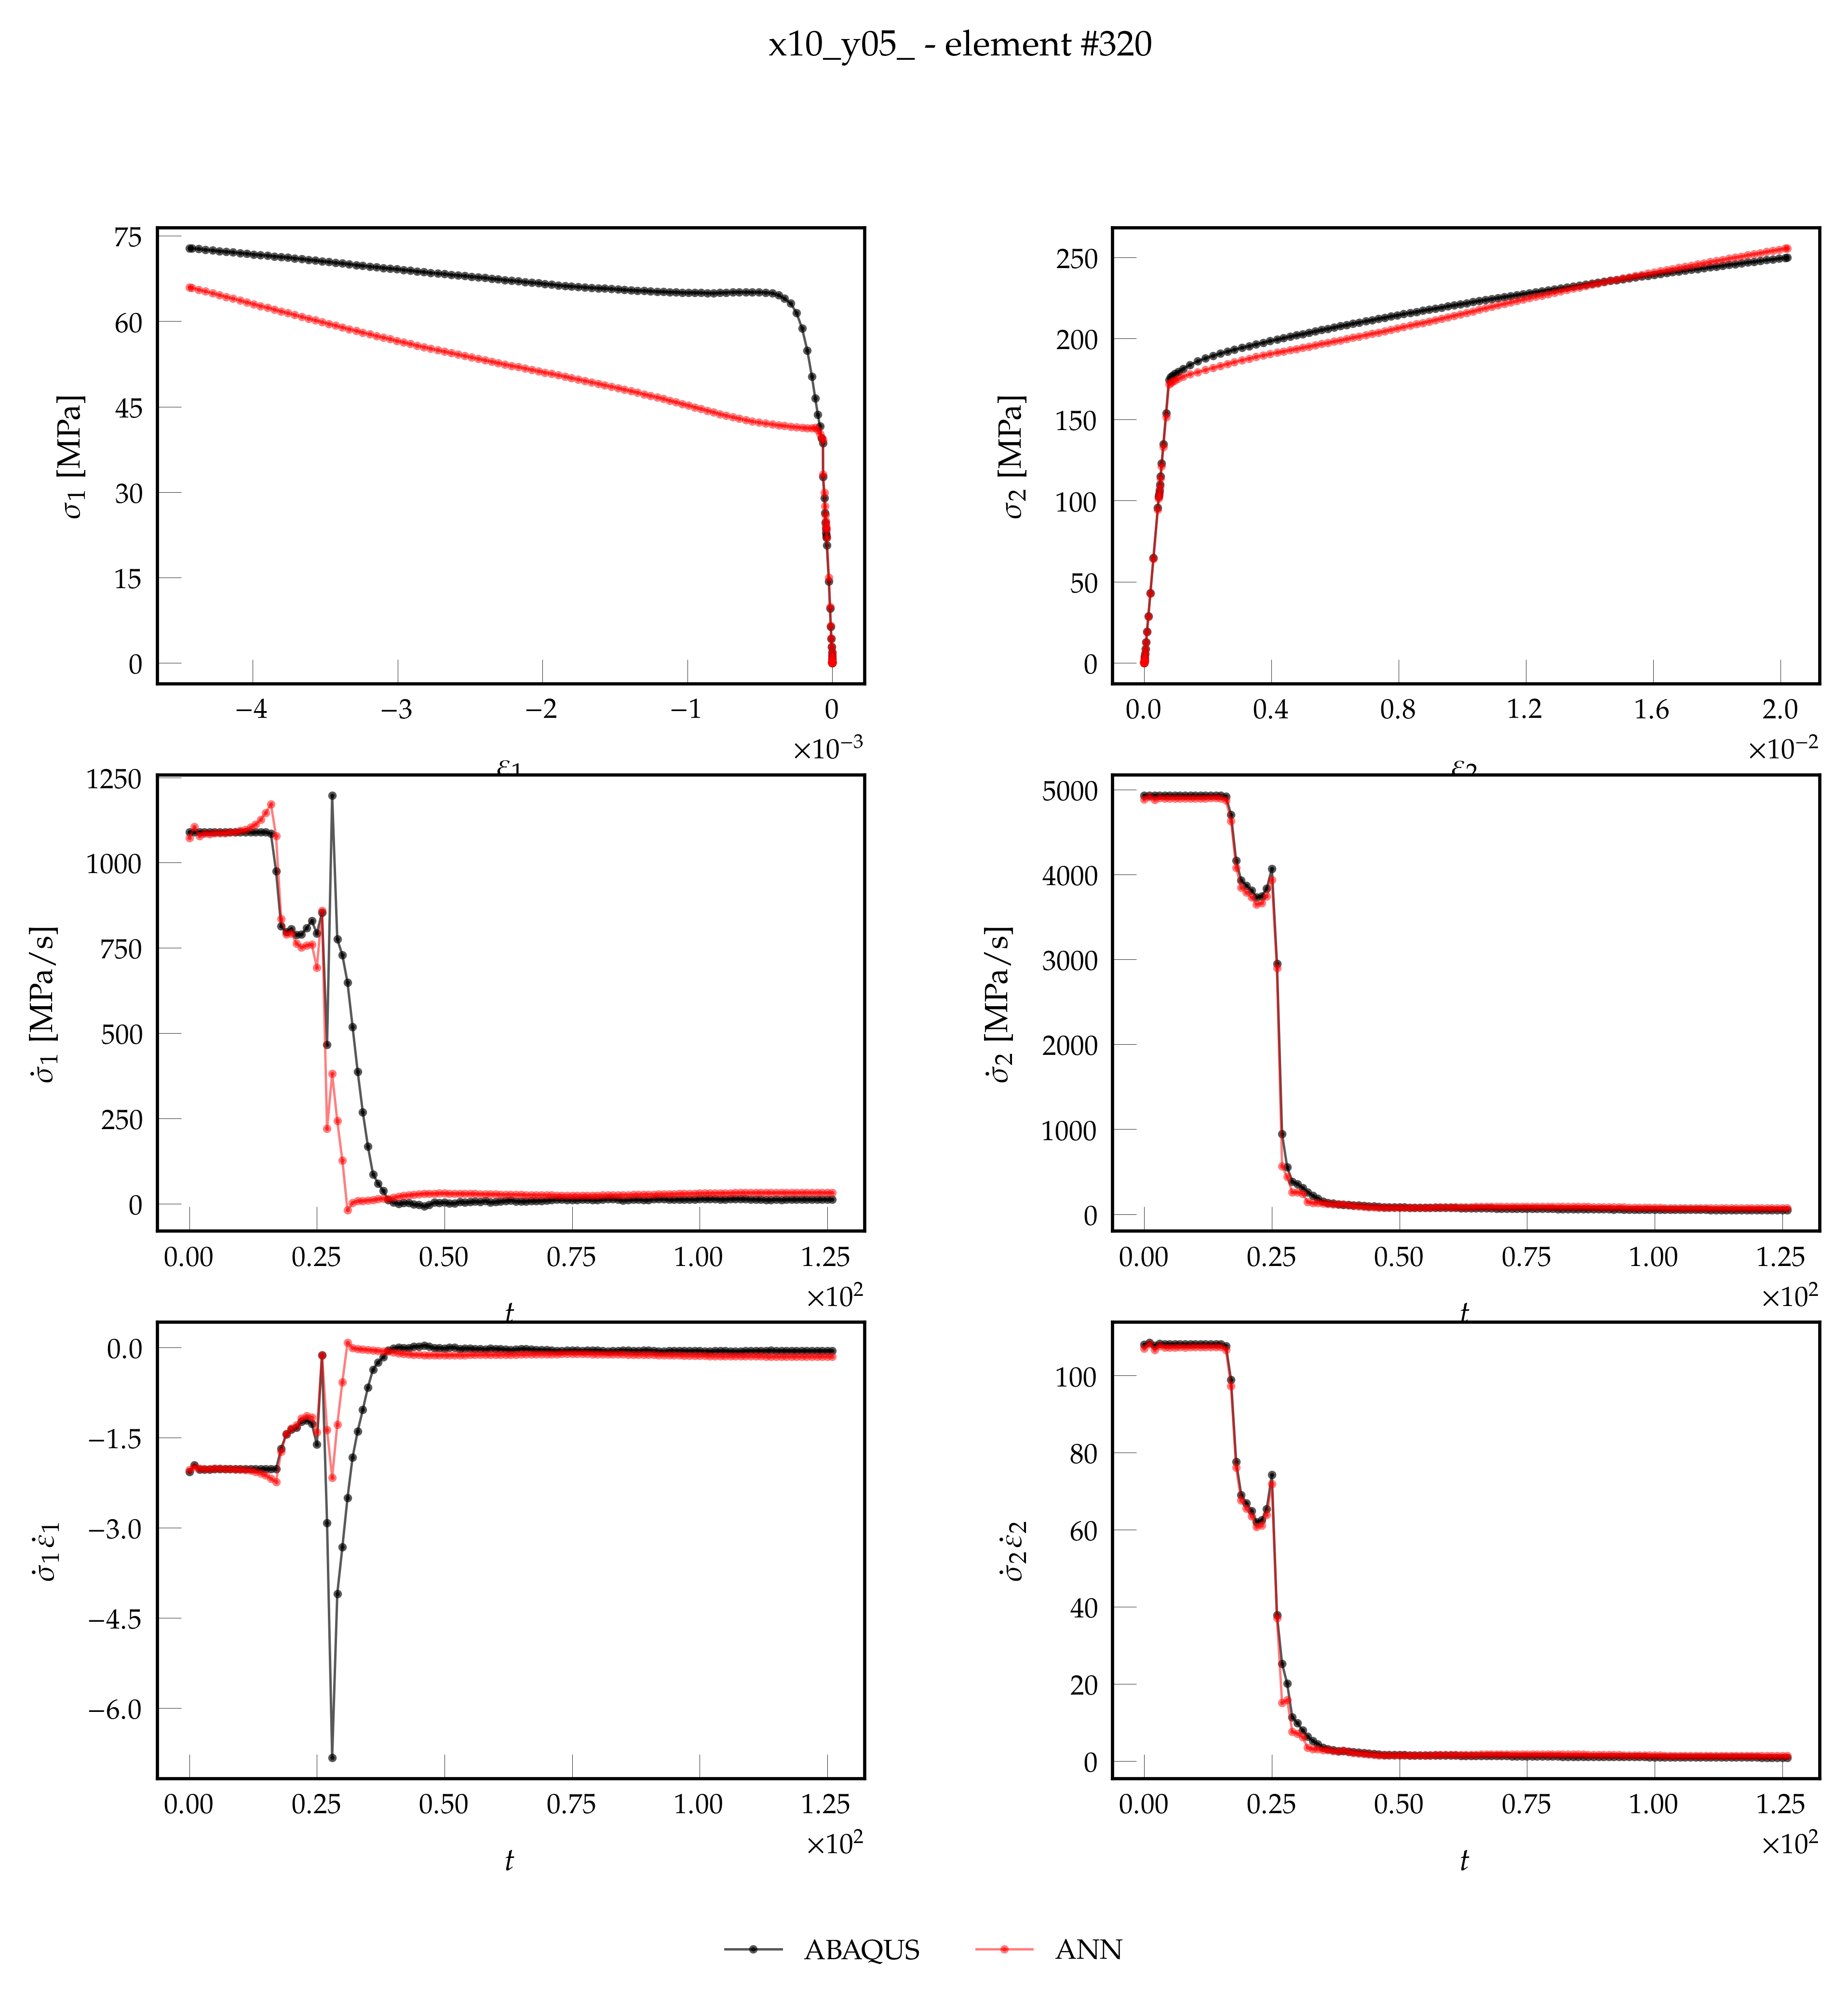 x10_y05_ - element #320
75
60
45
30
15
0
σ₁ [MPa]
−4 −3 −2 −1 0
×10⁻³
ε₁
250
200
150
100
50
0
σ₂ [MPa]
0.0 0.4 0.8 1.2 1.6 2.0
×10⁻²
ε₂
1250
1000
750
500
250
0
σ̇₁ [MPa/s]
0.00 0.25 0.50 0.75 1.00 1.25
×10²
t
5000
4000
3000
2000
1000
0
σ̇₂ [MPa/s]
0.00 0.25 0.50 0.75 1.00 1.25
×10²
t
0.0
−1.5
−3.0
−4.5
−6.0
σ̇₁ε̇₁
0.00 0.25 0.50 0.75 1.00 1.25
×10²
t
100
80
60
40
20
0
σ̇₂ε̇₂
0.00 0.25 0.50 0.75 1.00 1.25
×10²
t
ABAQUS ANN